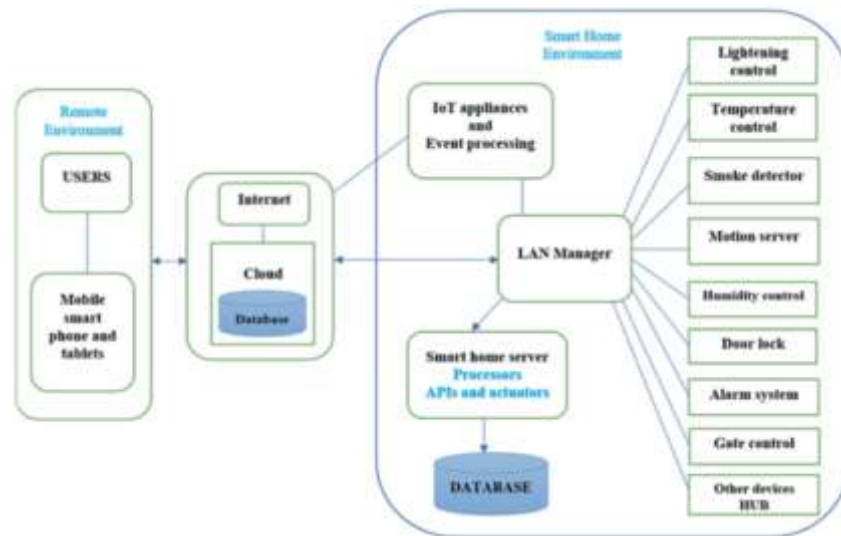 Smart Home
Environment
Remote
Environment
USERS
Mobile
smart
phone and
tablets
Internet
Cloud
Database
IoT appliances
and
Event processing
LAN Manager
Smart home server
Processors
APIs and actuators
DATABASE
Lightening
control
Temperature
control
Smoke detector
Motion server
Humidity control
Door lock
Alarm system
Gate control
Other devices
HUB